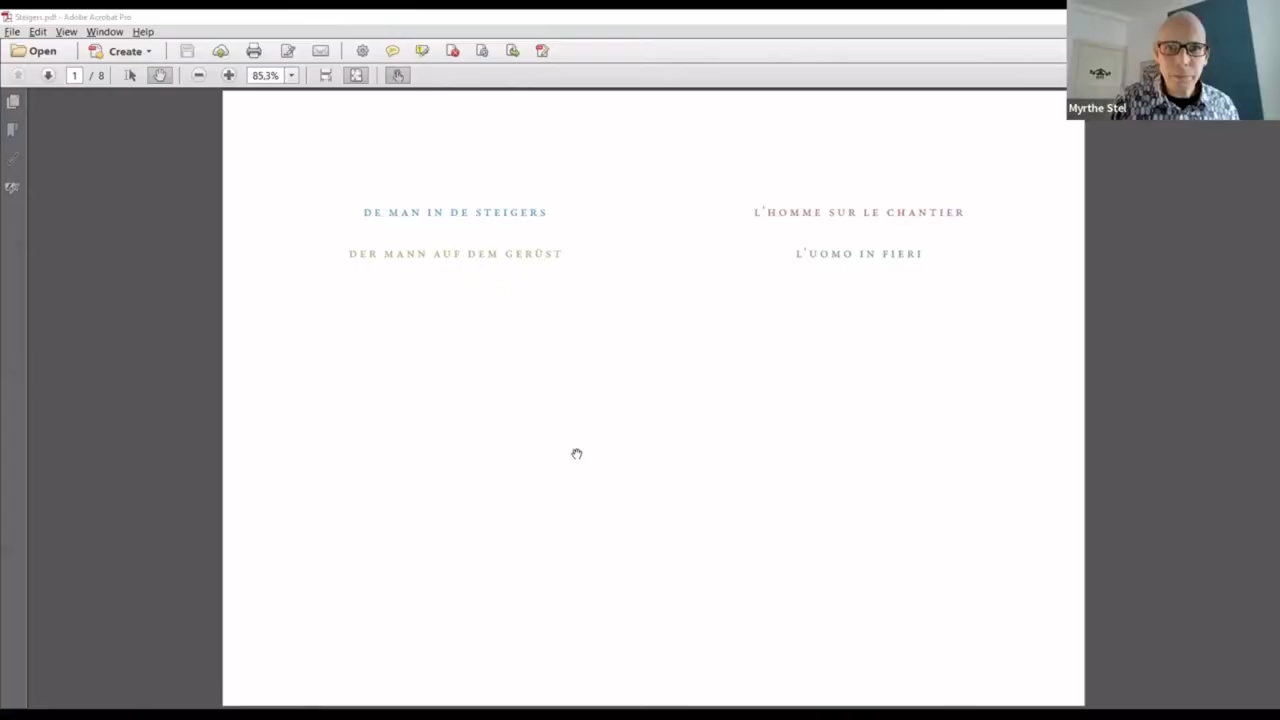 Steigers.pdf - Adobe Acrobat Pro
File Edit View Window Help
Open Create
1 / 8 85,3%
Myrthe Stel
DE MAN IN DE STEIGERS
L'HOMME SUR LE CHANTIER
DER MANN AUF DEM GERÜST
L'UOMO IN FIERI